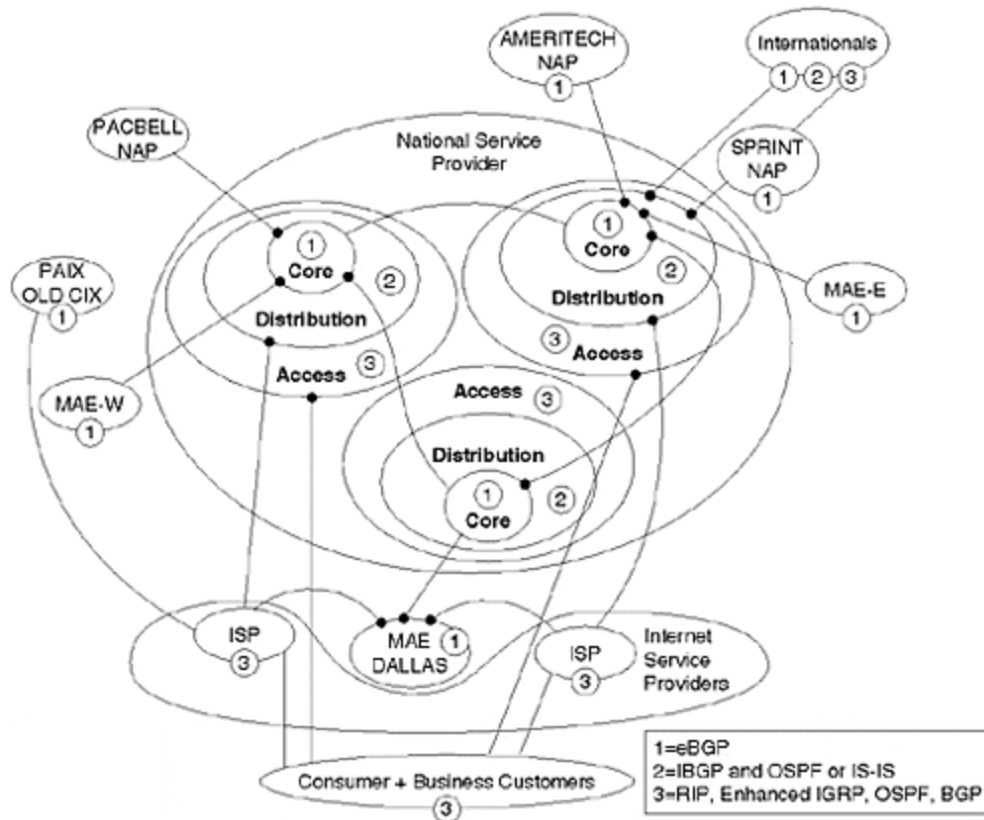 AMERITECH
NAP
1
Internationals
1 2 3
PACBELL
NAP
National Service
Provider
SPRINT
NAP
1
1
Core
2
Distribution
3
Access
1
Core
2
Distribution
3
Access
PAIX
OLD CIX
1
MAE-E
1
MAE-W
1
Access
3
Distribution
1
Core
2
ISP
3
MAE
DALLAS
1
ISP
3
Internet
Service
Providers
Consumer + Business Customers
3
1=eBGP
2=IBGP and OSPF or IS-IS
3=RIP, Enhanced IGRP, OSPF, BGP